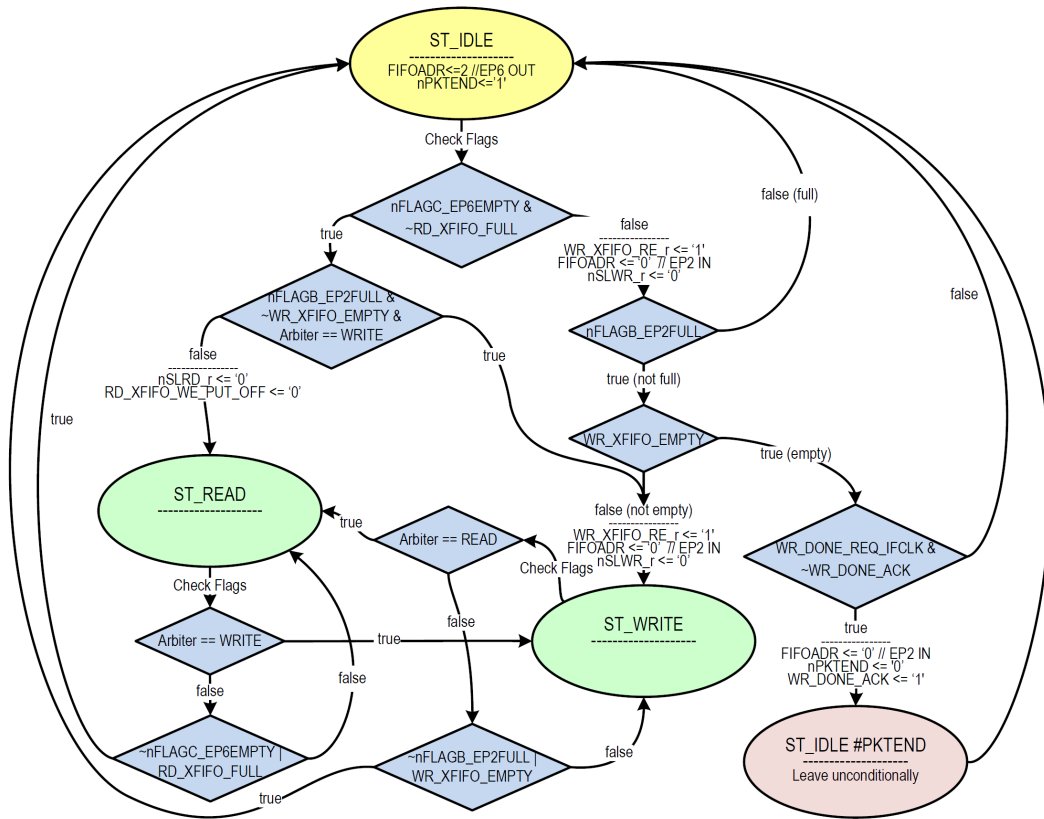 ST_IDLE
--------------------
FIFOADR<=2 //EP6 OUT
nPKTEND<='1'
Check Flags
nFLAGC_EP6EMPTY &
~RD_XFIFO_FULL
false (full)
true
false
----------------
WR_XFIFO_RE_r <= '1'
FIFOADR <= '0' // EP2 IN
nSLWR_r <= '0'
nFLAGB_EP2FULL &
~WR_XFIFO_EMPTY &
Arbiter == WRITE
nFLAGB_EP2FULL
false
false
----------------
nSLRD_r <= '0'
RD_XFIFO_WE_PUT_OFF <= '0'
true
true (not full)
true
WR_XFIFO_EMPTY
true (empty)
ST_READ
--------------------
false (not empty)
----------------
WR_XFIFO_RE_r <= '1'
FIFOADR <= '0' // EP2 IN
nSLWR_r <= '0'
true
Arbiter == READ
Check Flags
WR_DONE_REQ_IFCLK &
~WR_DONE_ACK
Check Flags
Arbiter == WRITE
true
false
ST_WRITE
--------------------
true
----------------
FIFOADR <= '0' // EP2 IN
nPKTEND <= '0'
WR_DONE_ACK <= '1'
false
false
~nFLAGC_EP6EMPTY |
RD_XFIFO_FULL
~nFLAGB_EP2FULL |
WR_XFIFO_EMPTY
false
true
ST_IDLE #PKTEND
--------------------
Leave unconditionally